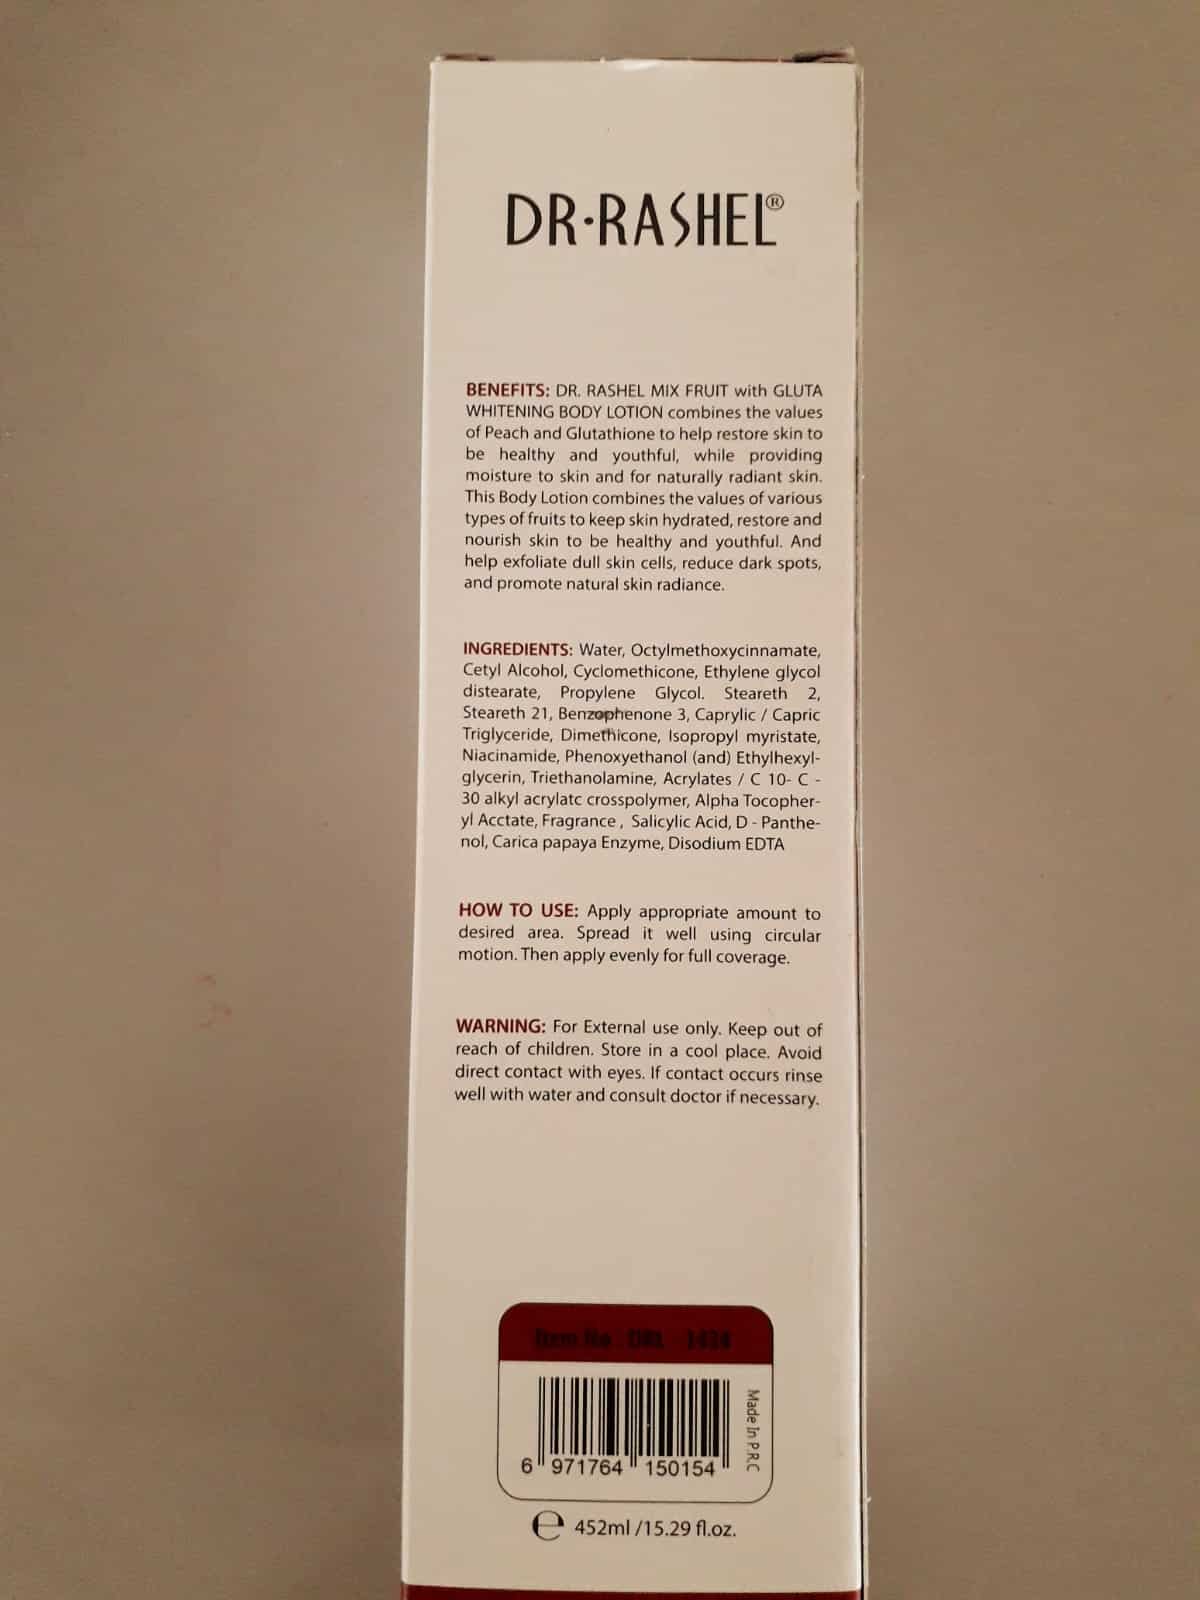 DR·RASHEL®
BENEFITS: DR. RASHEL MIX FRUIT with GLUTA
WHITENING BODY LOTION combines the values
of Peach and Glutathione to help restore skin to
be healthy and youthful, while providing
moisture to skin and for naturally radiant skin.
This Body Lotion combines the values of various
types of fruits to keep skin hydrated, restore and
nourish skin to be healthy and youthful. And
help exfoliate dull skin cells, reduce dark spots,
and promote natural skin radiance.
INGREDIENTS: Water, Octylmethoxycinnamate,
Cetyl Alcohol, Cyclomethicone, Ethylene glycol
distearate, Propylene Glycol. Steareth 2,
Steareth 21, Benzophenone 3, Caprylic / Capric
Triglyceride, Dimethicone, Isopropyl myristate,
Niacinamide, Phenoxyethanol (and) Ethylhexyl-
glycerin, Triethanolamine, Acrylates / C 10- C -
30 alkyl acrylatc crosspolymer, Alpha Tocopher-
yl Acctate, Fragrance , Salicylic Acid, D - Panthe-
nol, Carica papaya Enzyme, Disodium EDTA
HOW TO USE: Apply appropriate amount to
desired area. Spread it well using circular
motion. Then apply evenly for full coverage.
WARNING: For External use only. Keep out of
reach of children. Store in a cool place. Avoid
direct contact with eyes. If contact occurs rinse
well with water and consult doctor if necessary.
Item No DRL
Made In P.R.C
6 971764 150154
℮ 452ml /15.29 fl.oz.